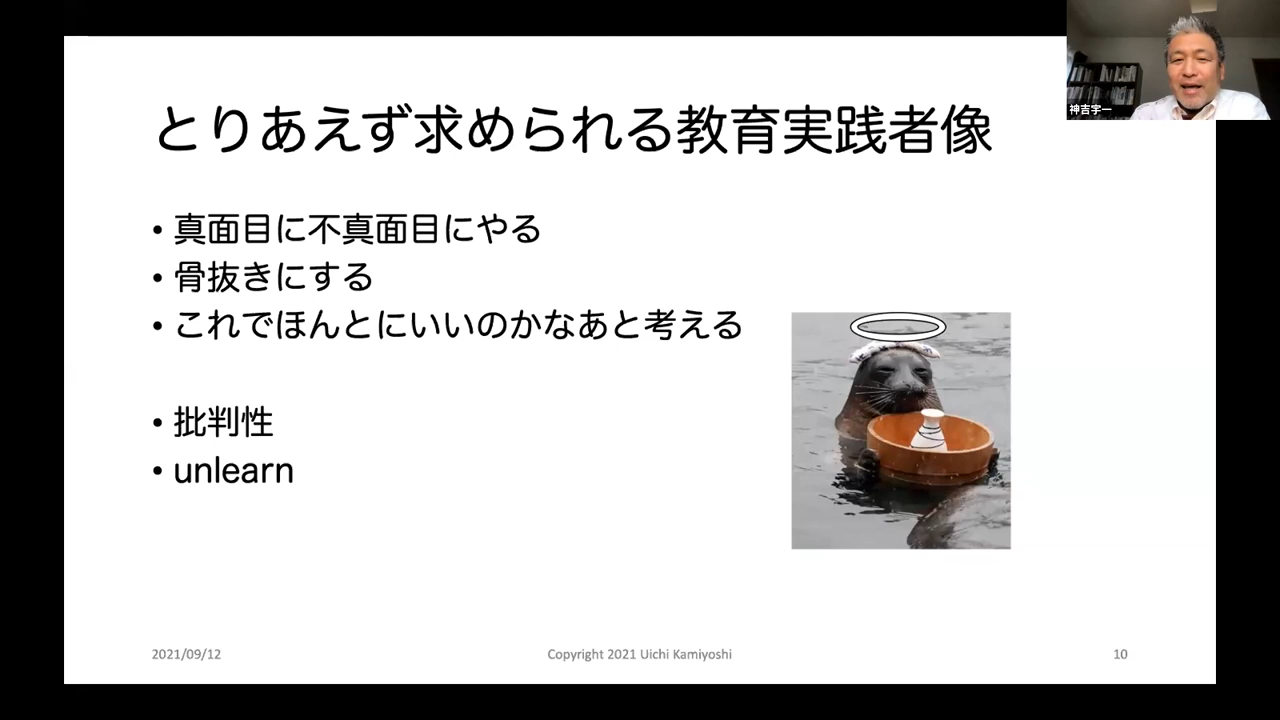 とりあえず求められる教育実践者像
• 真面目に不真面目にやる
• 骨抜きにする
• これでほんとにいいのかなあと考える
• 批判性
• unlearn
2021/09/12
Copyright 2021 Uichi Kamiyoshi
10
神吉宇一